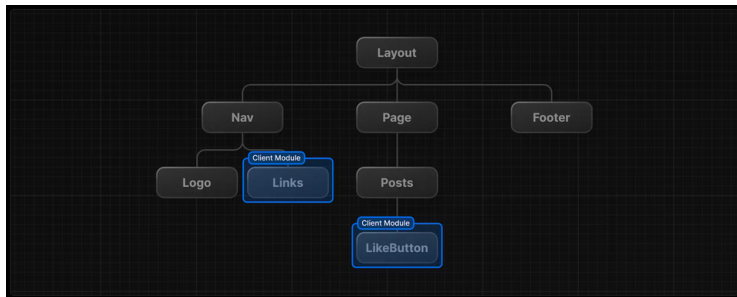 Layout
Nav
Page
Footer
Client Module
Logo
Links
Posts
Client Module
LikeButton